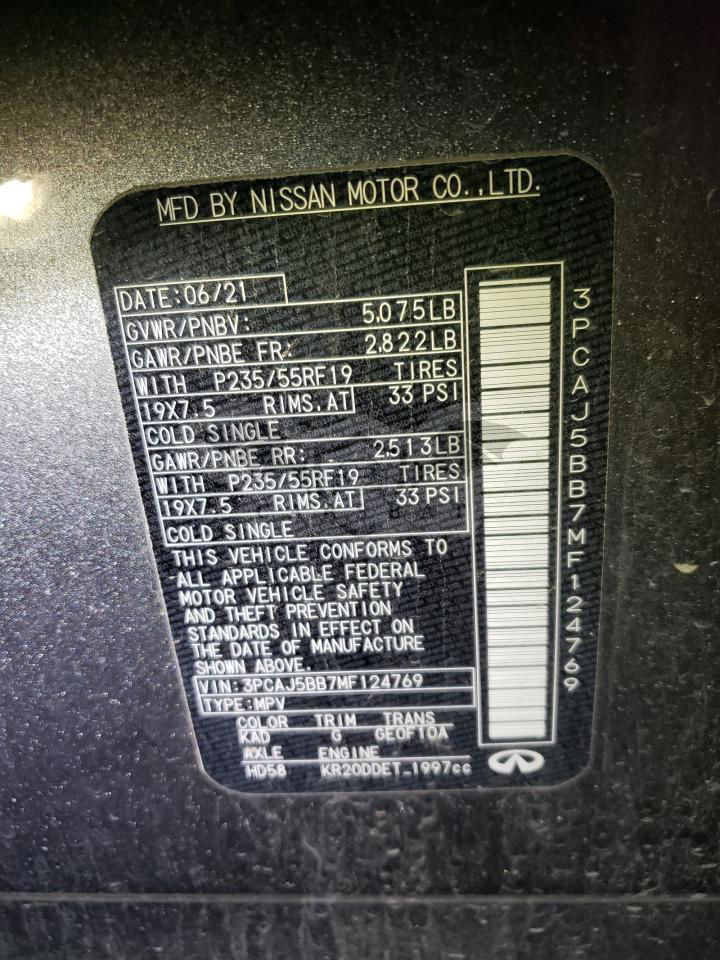 MFD BY NISSAN MOTOR CO.,LTD.
DATE:06/21
GVWR/PNBV: 5.075LB
GAWR/PNBE FR: 2.822LB
WITH P235/55RF19 TIRES
19X7.5 RIMS.AT 33 PSI
COLD SINGLE
GAWR/PNBE RR: 2.513LB
WITH P235/55RF19 TIRES
19X7.5 RIMS.AT 33 PSI
COLD SINGLE
THIS VEHICLE CONFORMS TO
ALL APPLICABLE FEDERAL
MOTOR VEHICLE SAFETY
AND THEFT PREVENTION
STANDARDS IN EFFECT ON
THE DATE OF MANUFACTURE
SHOWN ABOVE.
VIN:3PCAJ5BB7MF124769
TYPE:MPV
COLOR TRIM TRANS
KAD G GEOF10A
AXLE ENGINE
HD58 KR20DDET-1997cc
3PCAJ5BB7MF124769